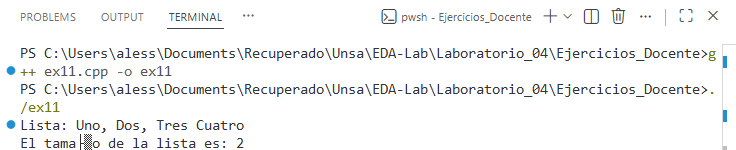 PROBLEMS OUTPUT TERMINAL ··· pwsh - Ejercicios_Docente
PS C:\Users\aless\Documents\Recuperado\Unsa\EDA-Lab\Laboratorio_04\Ejercicios_Docente>g
++ ex11.cpp -o ex11
PS C:\Users\aless\Documents\Recuperado\Unsa\EDA-Lab\Laboratorio_04\Ejercicios_Docente>.
/ex11
Lista: Uno, Dos, Tres Cuatro
El tama├▒o de la lista es: 2